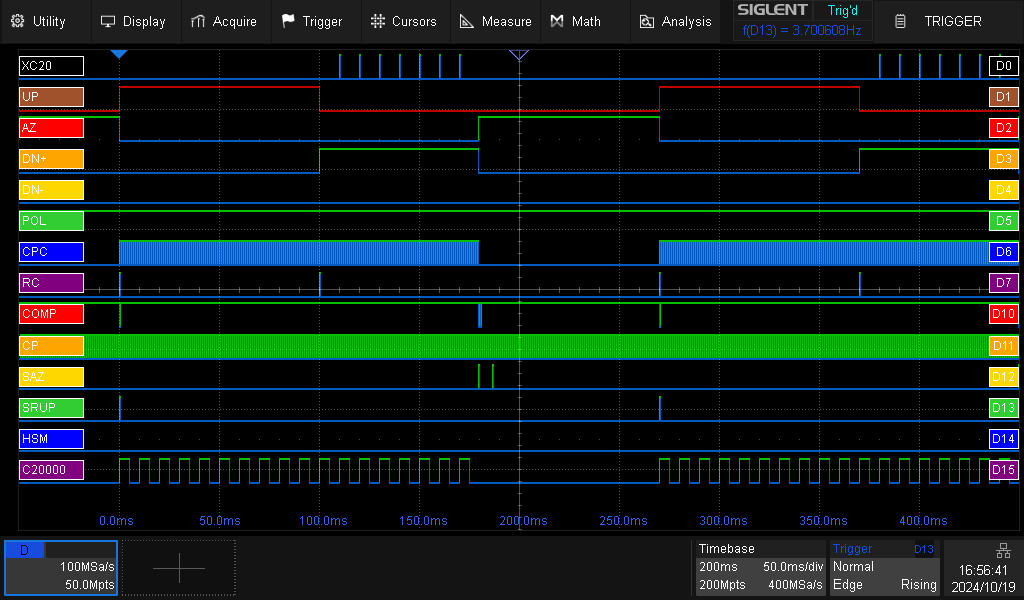 Utility Display Acquire Trigger Cursors Measure Math Analysis SIGLENT Trig'd TRIGGER
f(D13) = 3.700608Hz
XC20 D0
UP D1
AZ D2
DN+ D3
DN- D4
POL D5
CPC D6
RC D7
COMP D10
CP D11
SAZ D12
SRUP D13
HSM D14
C20000 D15
0.0ms 50.0ms 100.0ms 150.0ms 200.0ms 250.0ms 300.0ms 350.0ms 400.0ms
D Timebase Trigger D13
100MSa/s 200ms 50.0ms/div Normal 16:56:41
50.0Mpts 200Mpts 400MSa/s Edge Rising 2024/10/19